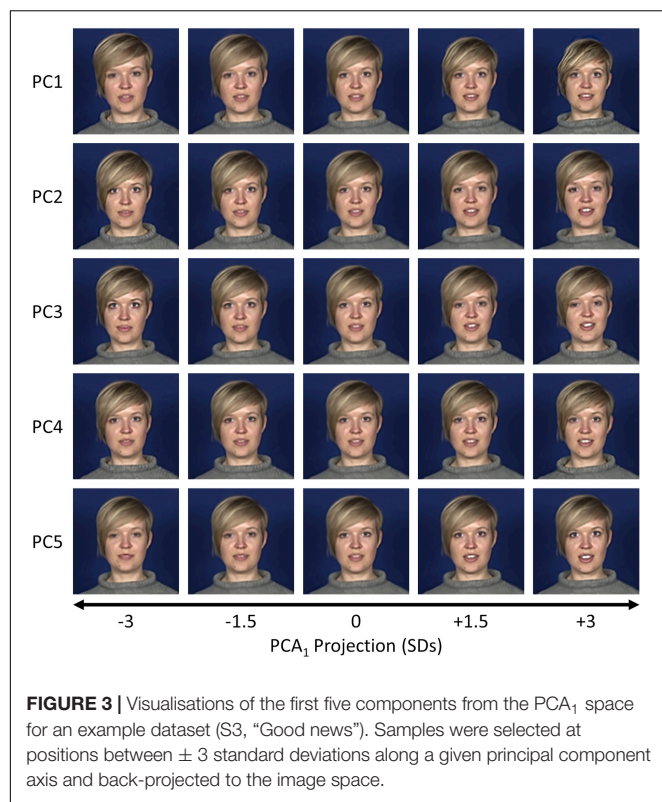 PC1
PC2
PC3
PC4
PC5
-3 -1.5 0 +1.5 +3
PCA₁ Projection (SDs)
FIGURE 3 | Visualisations of the first five components from the PCA₁ space
for an example dataset (S3, “Good news”). Samples were selected at
positions between ± 3 standard deviations along a given principal component
axis and back-projected to the image space.